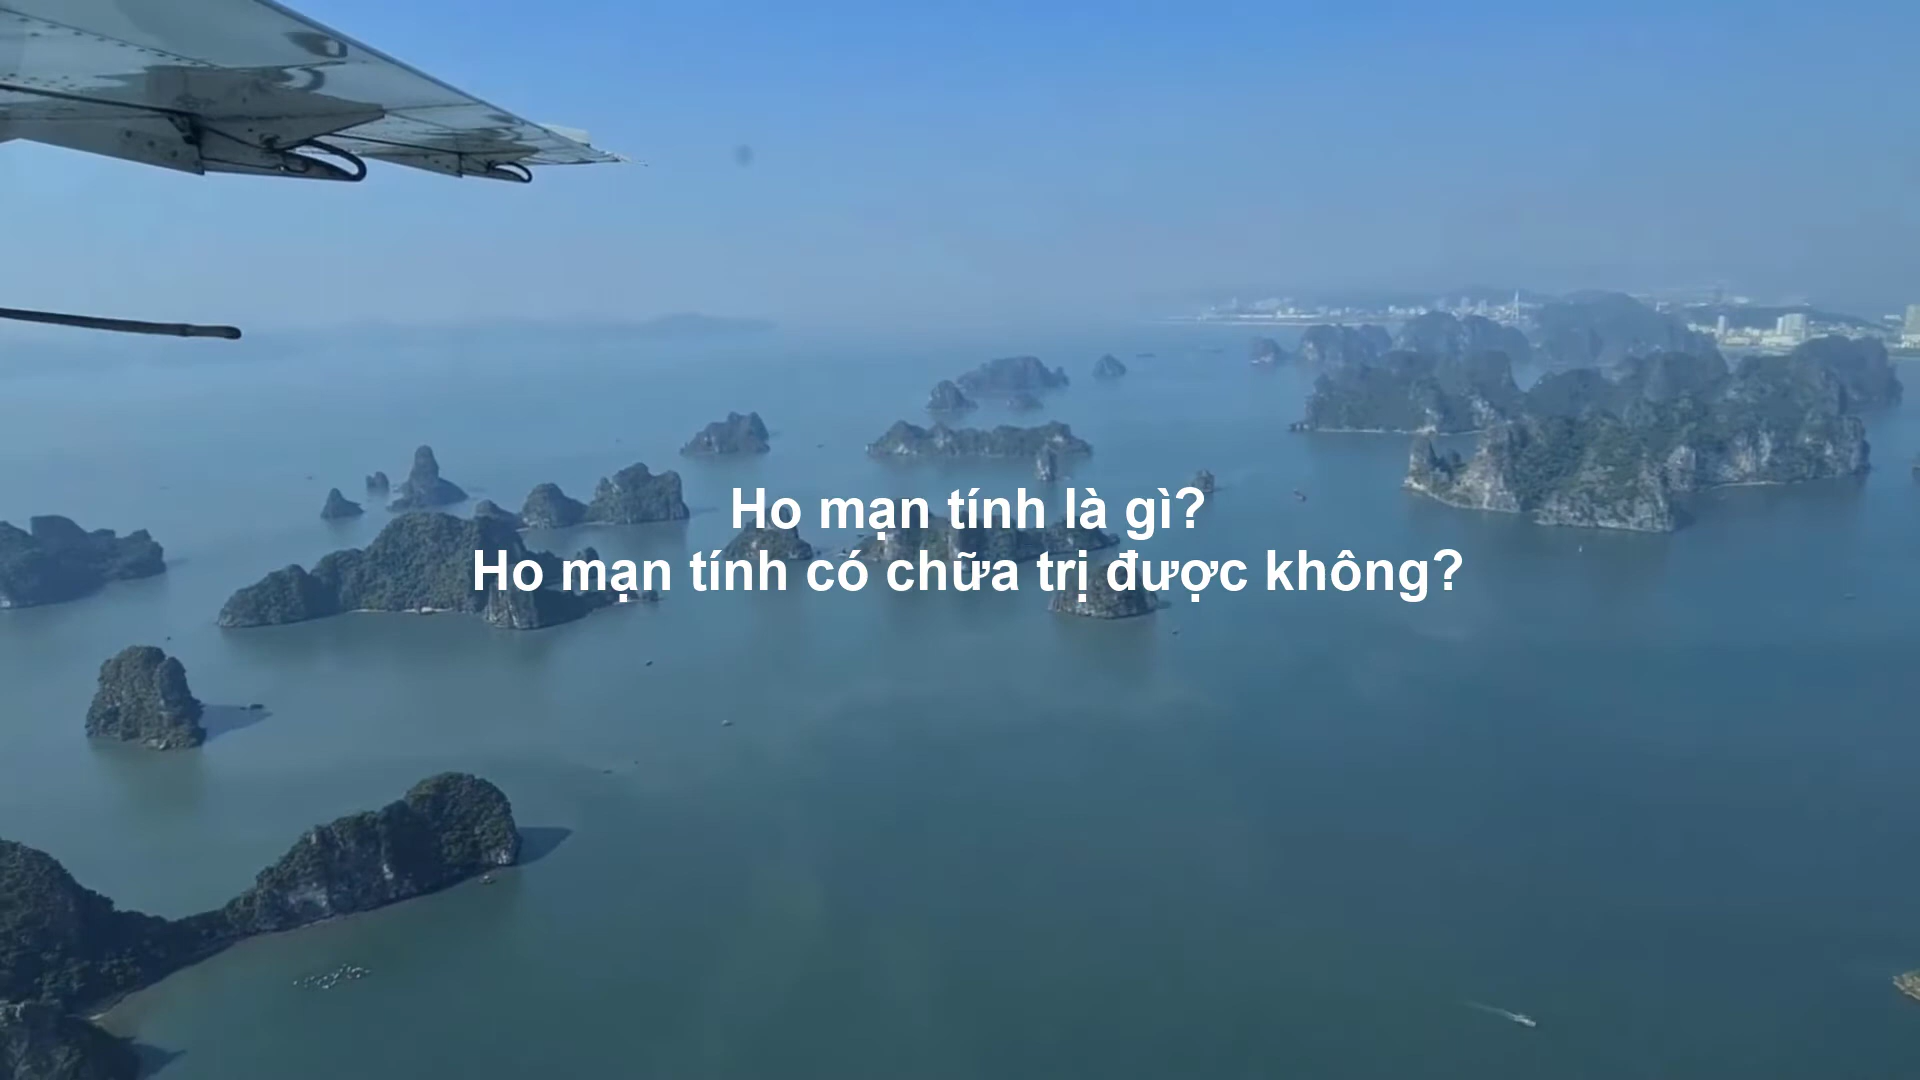 Ho mạn tính là gì?
Ho mạn tính có chữa trị được không?